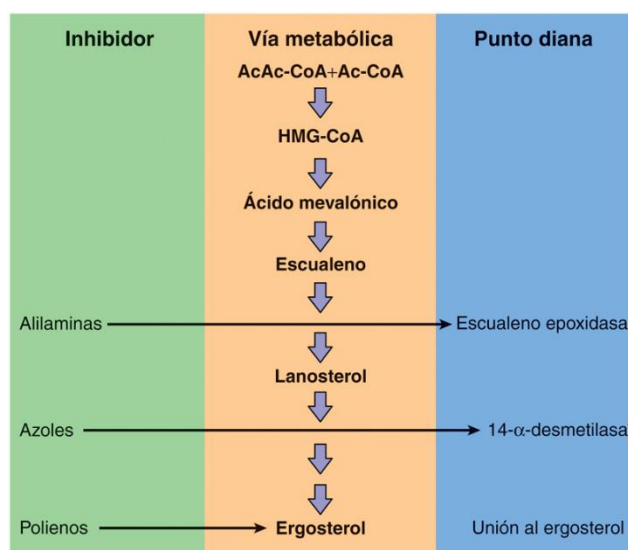 Inhibidor Vía metabólica Punto diana
AcAc-CoA+Ac-CoA
HMG-CoA
Ácido mevalónico
Escualeno
Alilaminas Escualeno epoxidasa
Lanosterol
Azoles 14-α-desmetilasa
Polienos Ergosterol Unión al ergosterol